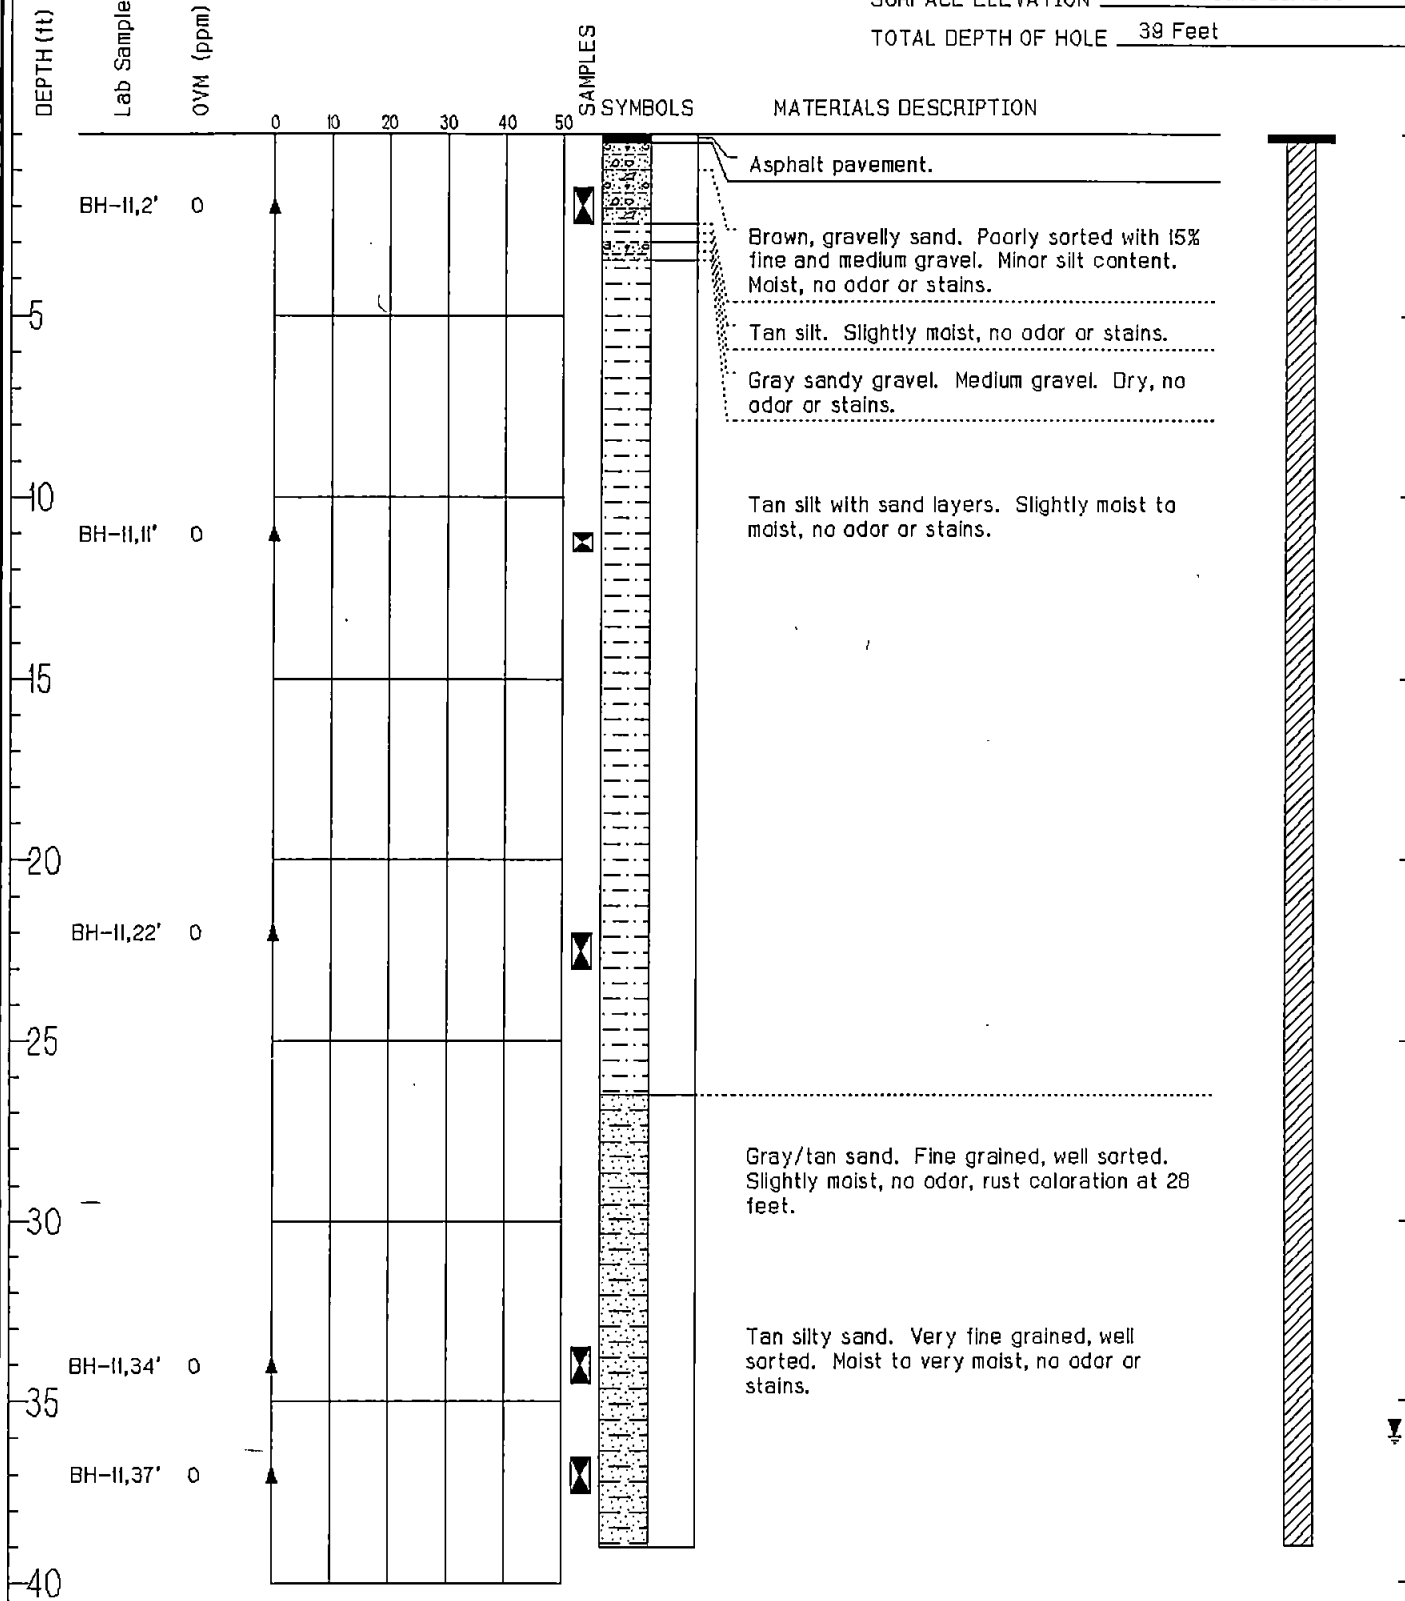 SURFACE ELEVATION
TOTAL DEPTH OF HOLE 39 Feet
DEPTH (ft)
Lab Sample
OVM (ppm)
SAMPLES
SYMBOLS
MATERIALS DESCRIPTION
0 10 20 30 40 50
Asphalt pavement.
BH-11,2' 0
Brown, gravelly sand. Poorly sorted with 15%
fine and medium gravel. Minor silt content.
Moist, no odor or stains.
5
Tan silt. Slightly moist, no odor or stains.
Gray sandy gravel. Medium gravel. Dry, no
odor or stains.
10
Tan silt with sand layers. Slightly moist to
moist, no odor or stains.
BH-11,11' 0
15
20
BH-11,22' 0
25
Gray/tan sand. Fine grained, well sorted.
Slightly moist, no odor, rust coloration at 28
feet.
30
Tan silty sand. Very fine grained, well
sorted. Moist to very moist, no odor or
stains.
BH-11,34' 0
35
BH-11,37' 0
40